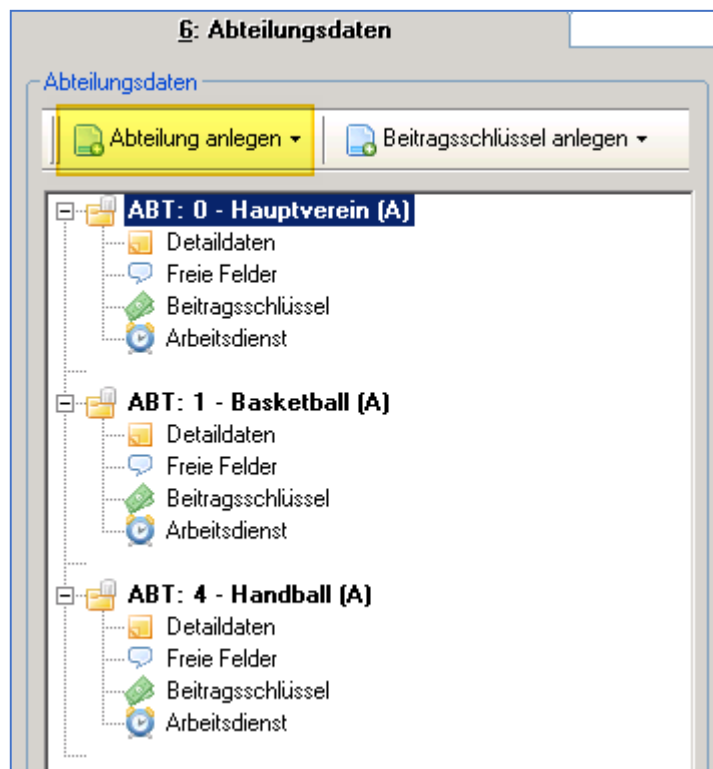 6: Abteilungsdaten
Abteilungsdaten
Abteilung anlegen Beitragsschlüssel anlegen
ABT: 0 - Hauptverein (A)
Detaildaten
Freie Felder
Beitragsschlüssel
Arbeitsdienst
ABT: 1 - Basketball (A)
Detaildaten
Freie Felder
Beitragsschlüssel
Arbeitsdienst
ABT: 4 - Handball (A)
Detaildaten
Freie Felder
Beitragsschlüssel
Arbeitsdienst